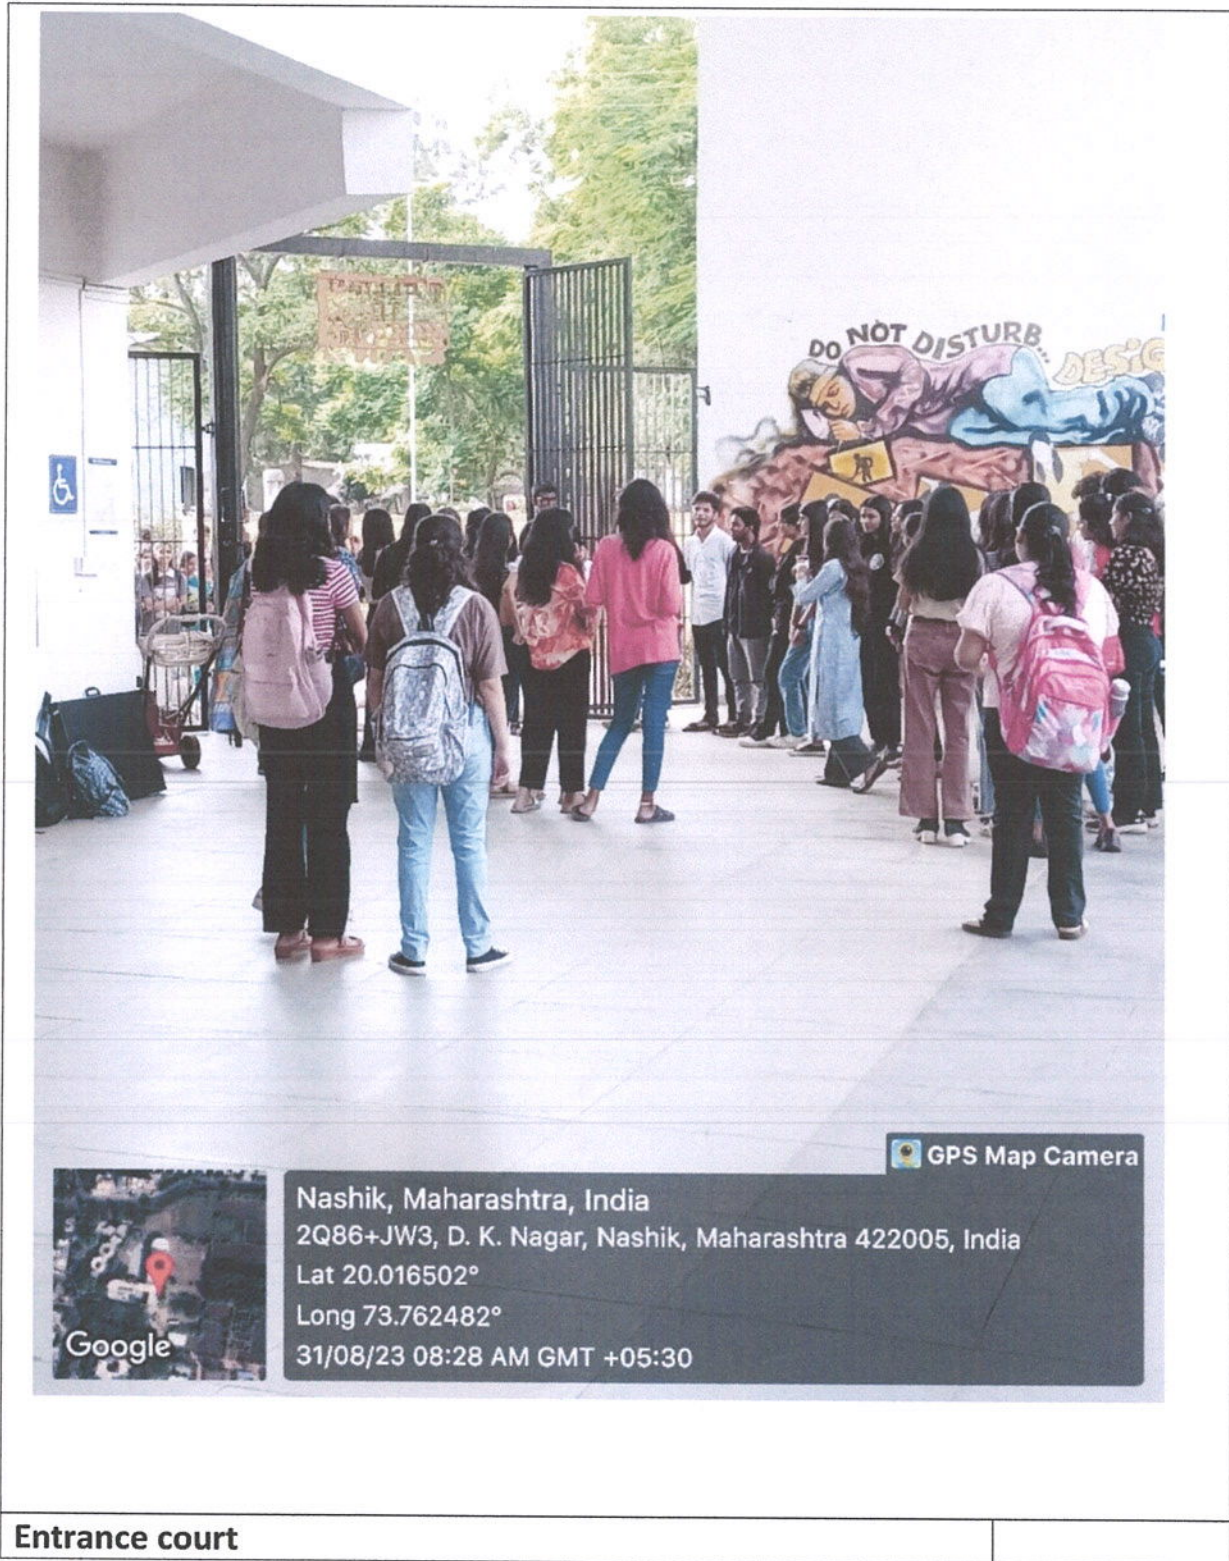 DO NOT DISTURB...
DESIG
GPS Map Camera
Nashik, Maharashtra, India
2Q86+JW3, D. K. Nagar, Nashik, Maharashtra 422005, India
Lat 20.016502°
Long 73.762482°
31/08/23 08:28 AM GMT +05:30
Google
Entrance court